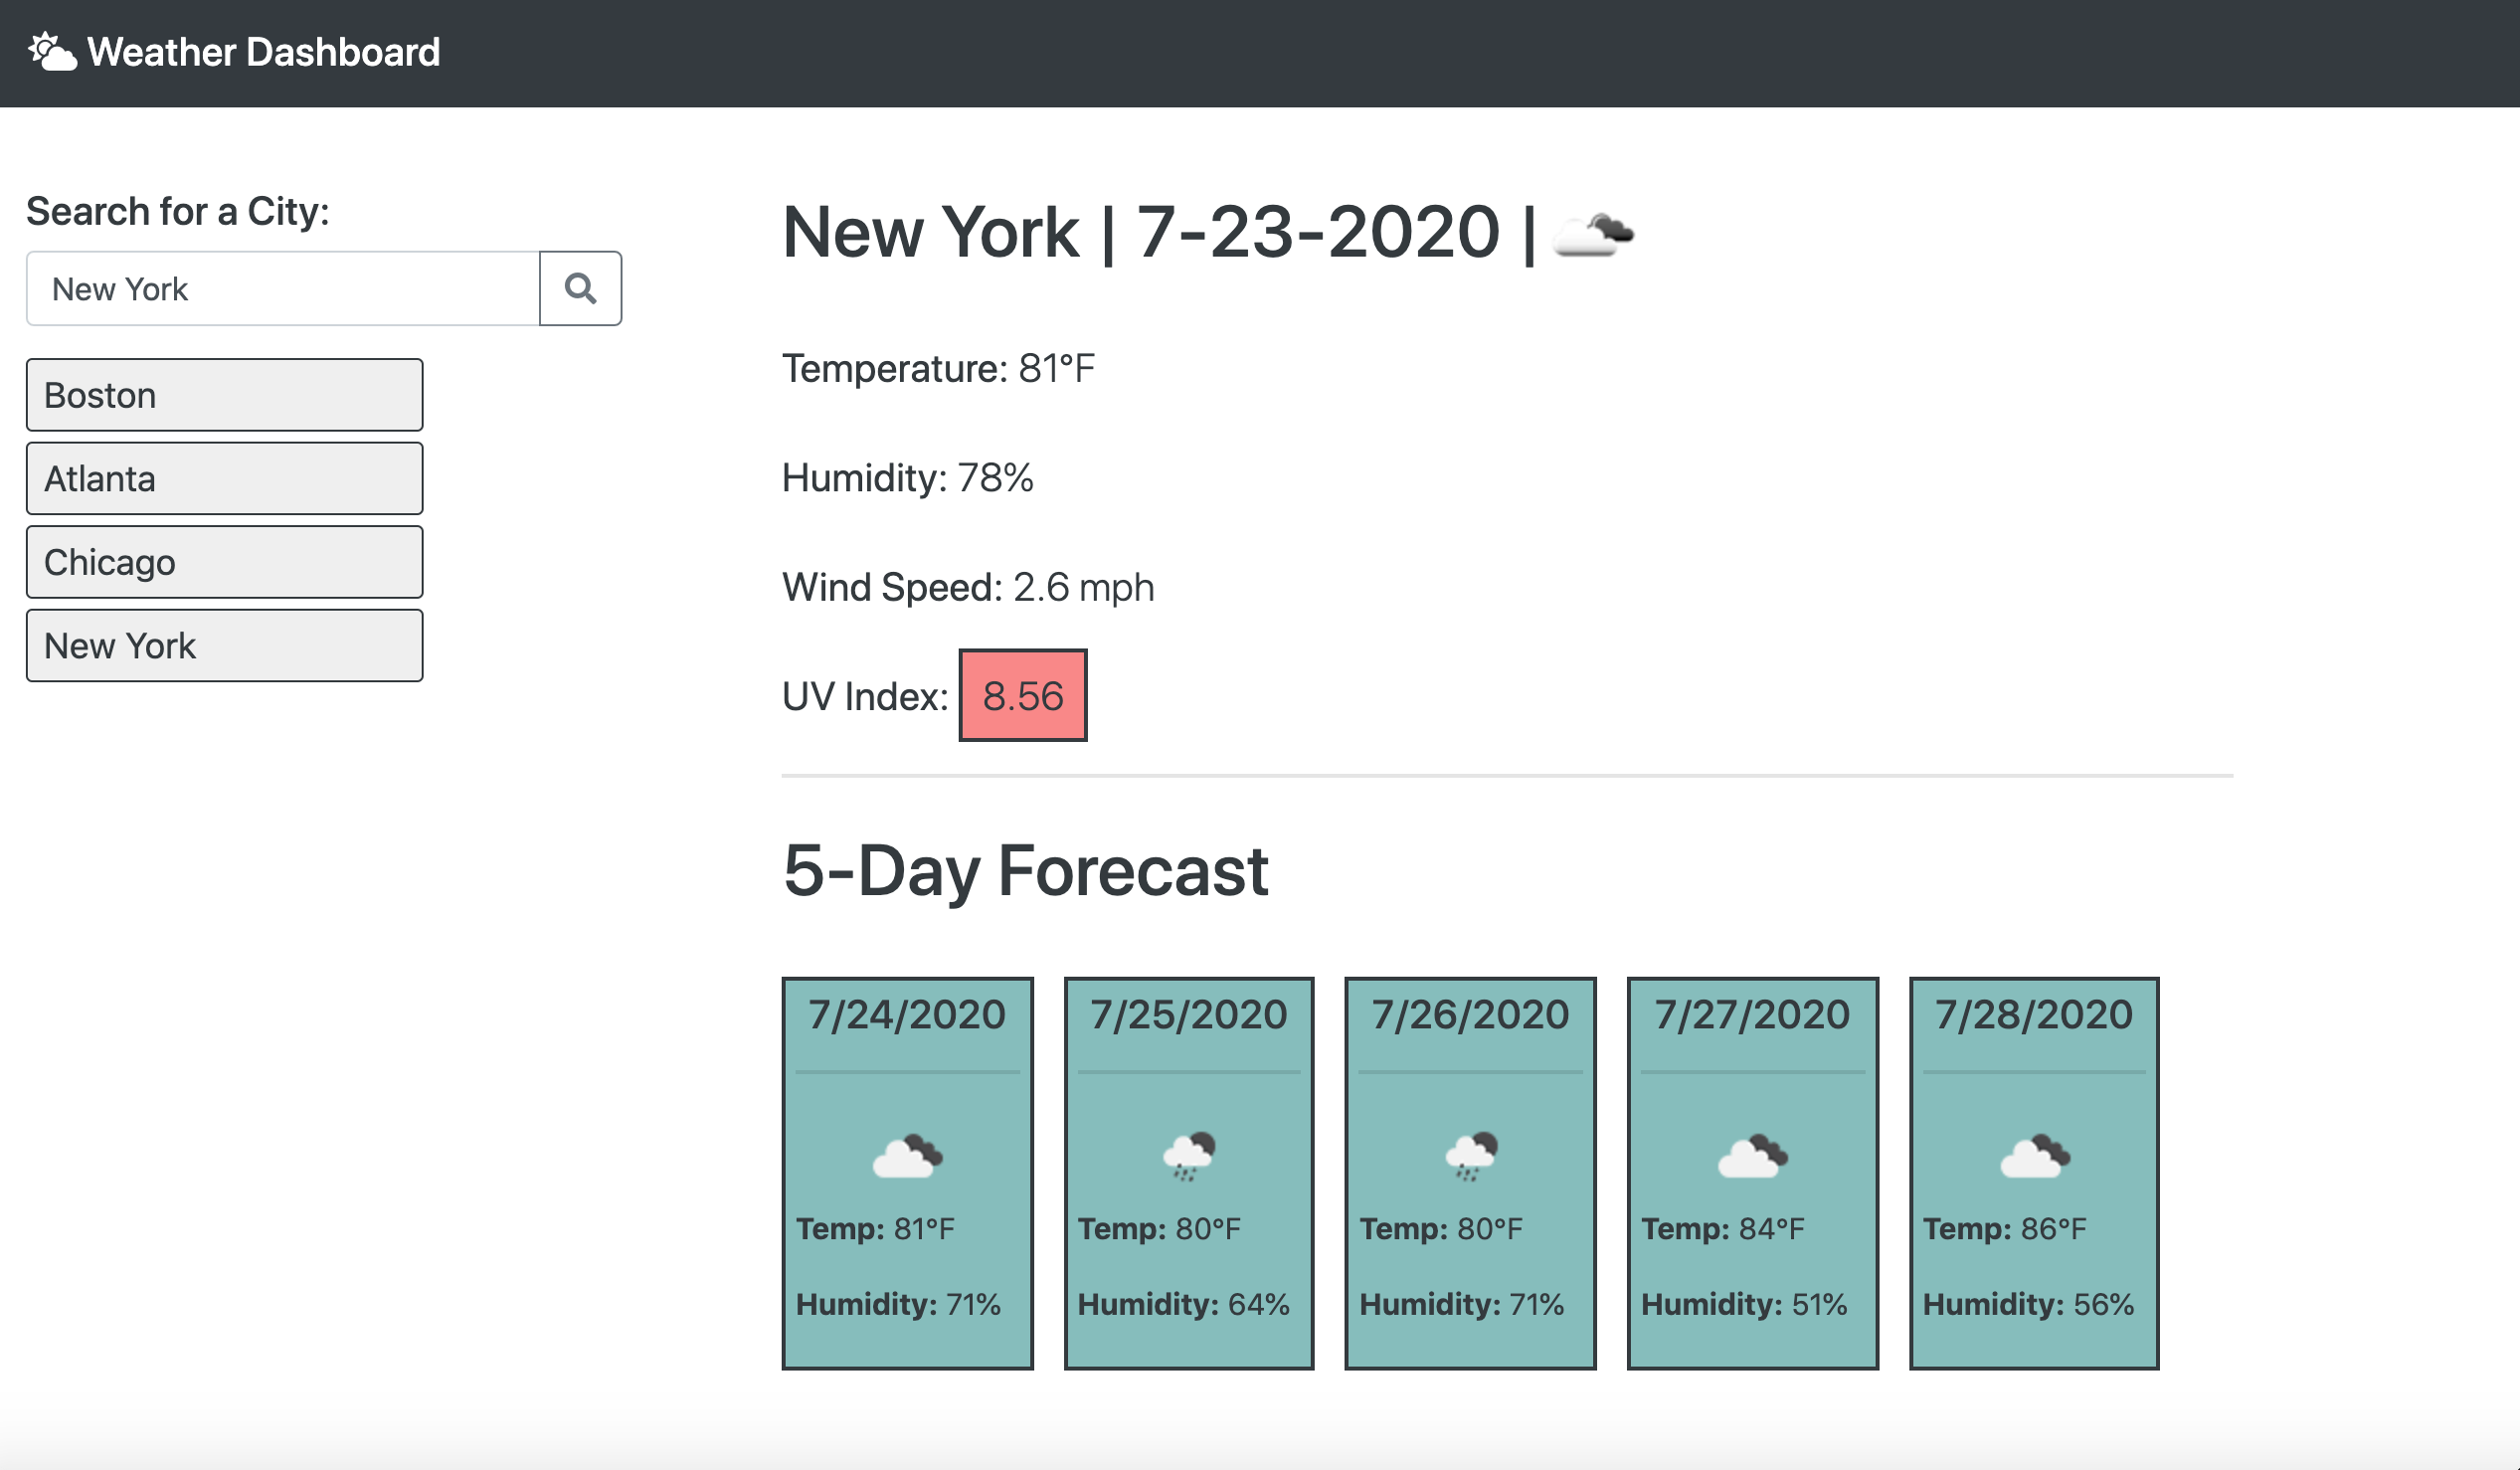 Weather Dashboard
Search for a City:
New York
Boston
Atlanta
Chicago
New York
New York | 7-23-2020 |
Temperature: 81°F
Humidity: 78%
Wind Speed: 2.6 mph
UV Index: 8.56
5-Day Forecast
7/24/2020
Temp: 81°F
Humidity: 71%
7/25/2020
Temp: 80°F
Humidity: 64%
7/26/2020
Temp: 80°F
Humidity: 71%
7/27/2020
Temp: 84°F
Humidity: 51%
7/28/2020
Temp: 86°F
Humidity: 56%